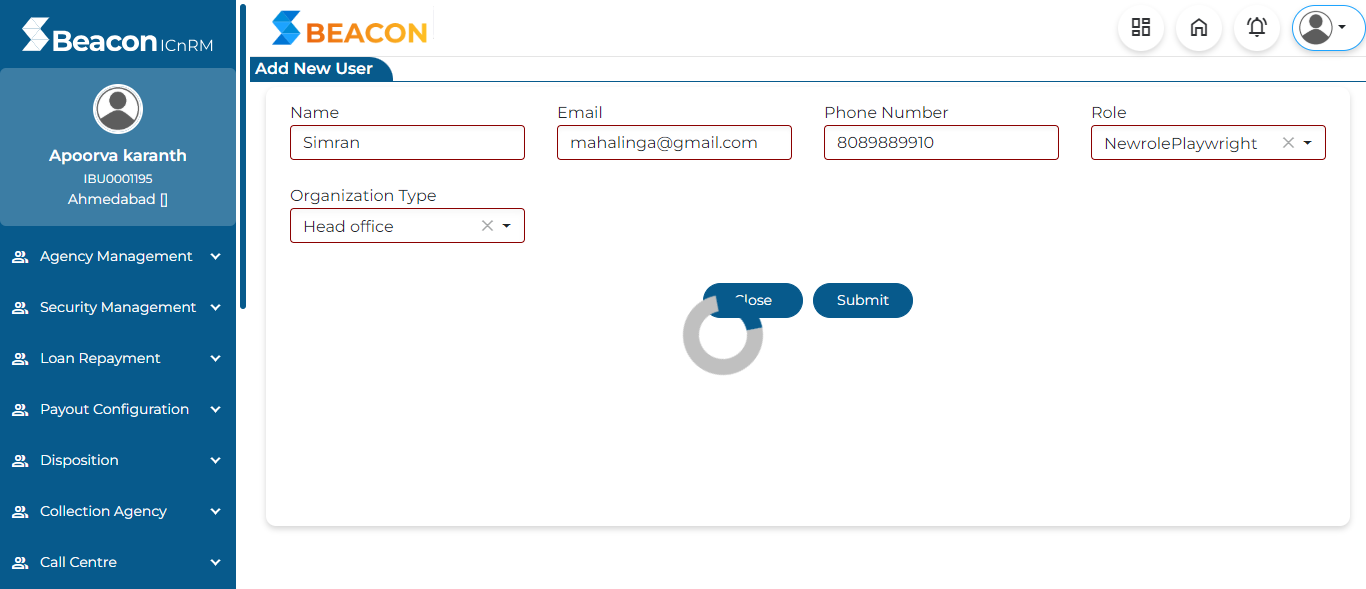 Beacon ICnRM
BEACON
Add New User
Apoorva karanth
IBU0001195
Ahmedabad []
Agency Management
Security Management
Loan Repayment
Payout Configuration
Disposition
Collection Agency
Call Centre
Name
Simran
Email
mahalinga@gmail.com
Phone Number
8089889910
Role
NewrolePlaywright
Organization Type
Head office
Close
Submit